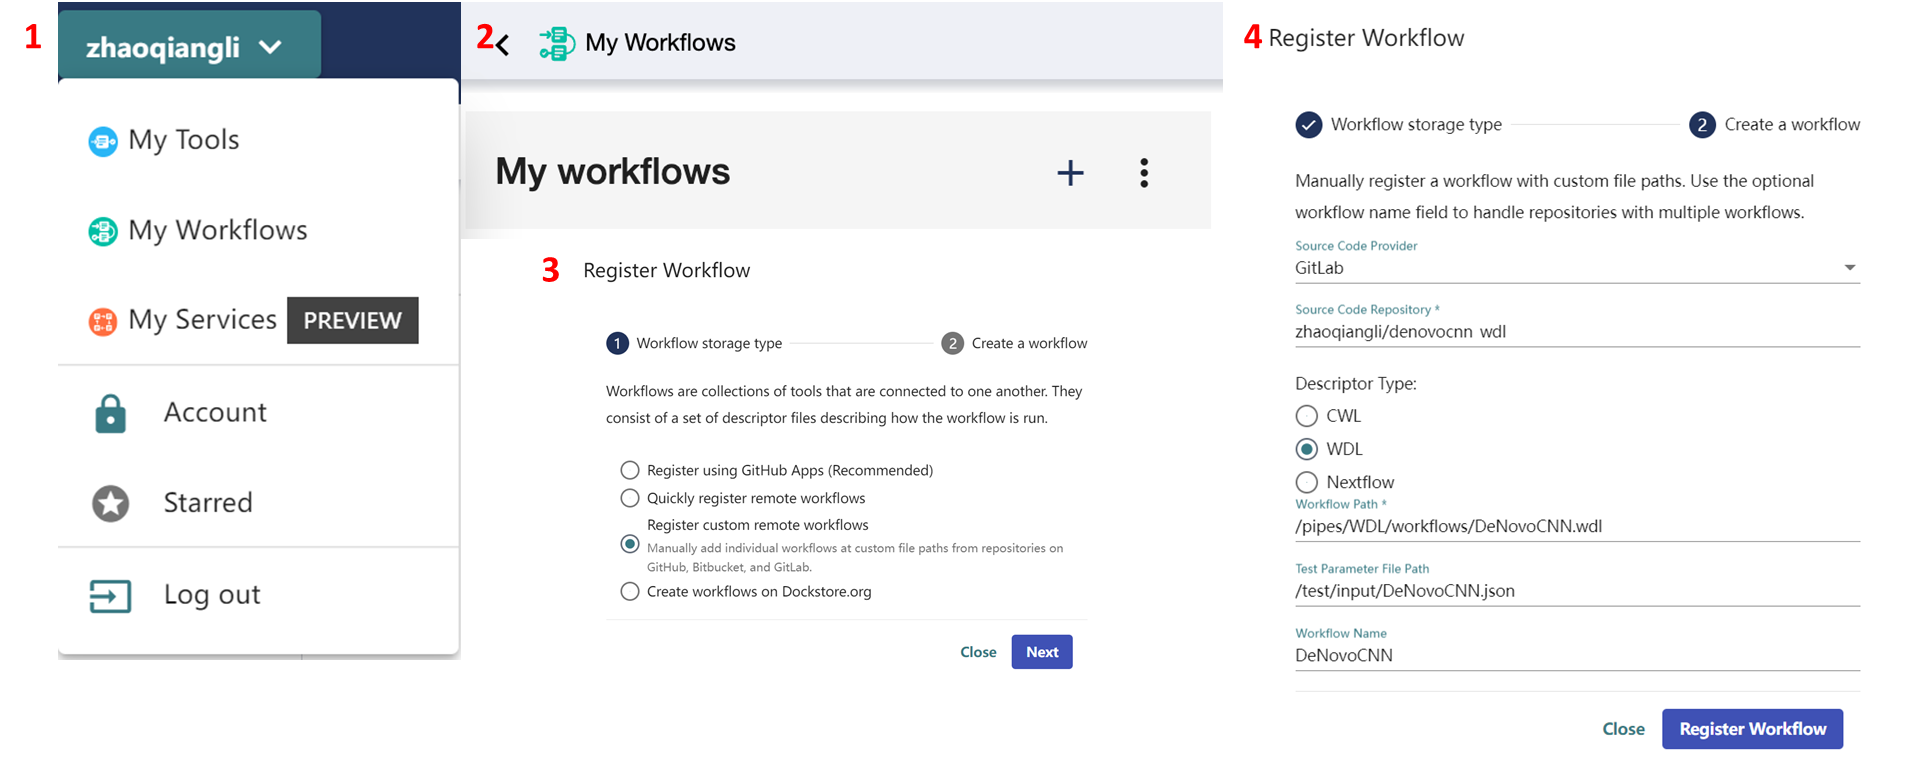 1
zhaoqiangli
My Tools
My Workflows
My Services PREVIEW
Account
Starred
Log out
2
My Workflows
My workflows
3 Register Workflow
1 Workflow storage type 2 Create a workflow
Workflows are collections of tools that are connected to one another. They
consist of a set of descriptor files describing how the workflow is run.
Register using GitHub Apps (Recommended)
Quickly register remote workflows
Register custom remote workflows
Manually add individual workflows at custom file paths from repositories on
GitHub, Bitbucket, and GitLab.
Create workflows on Dockstore.org
Close Next
4 Register Workflow
Workflow storage type 2 Create a workflow
Manually register a workflow with custom file paths. Use the optional
workflow name field to handle repositories with multiple workflows.
Source Code Provider
GitLab
Source Code Repository *
zhaoqiangli/denovocnn wdl
Descriptor Type:
CWL
WDL
Nextflow
Workflow Path *
/pipes/WDL/workflows/DeNovoCNN.wdl
Test Parameter File Path
/test/input/DeNovoCNN.json
Workflow Name
DeNovoCNN
Close Register Workflow